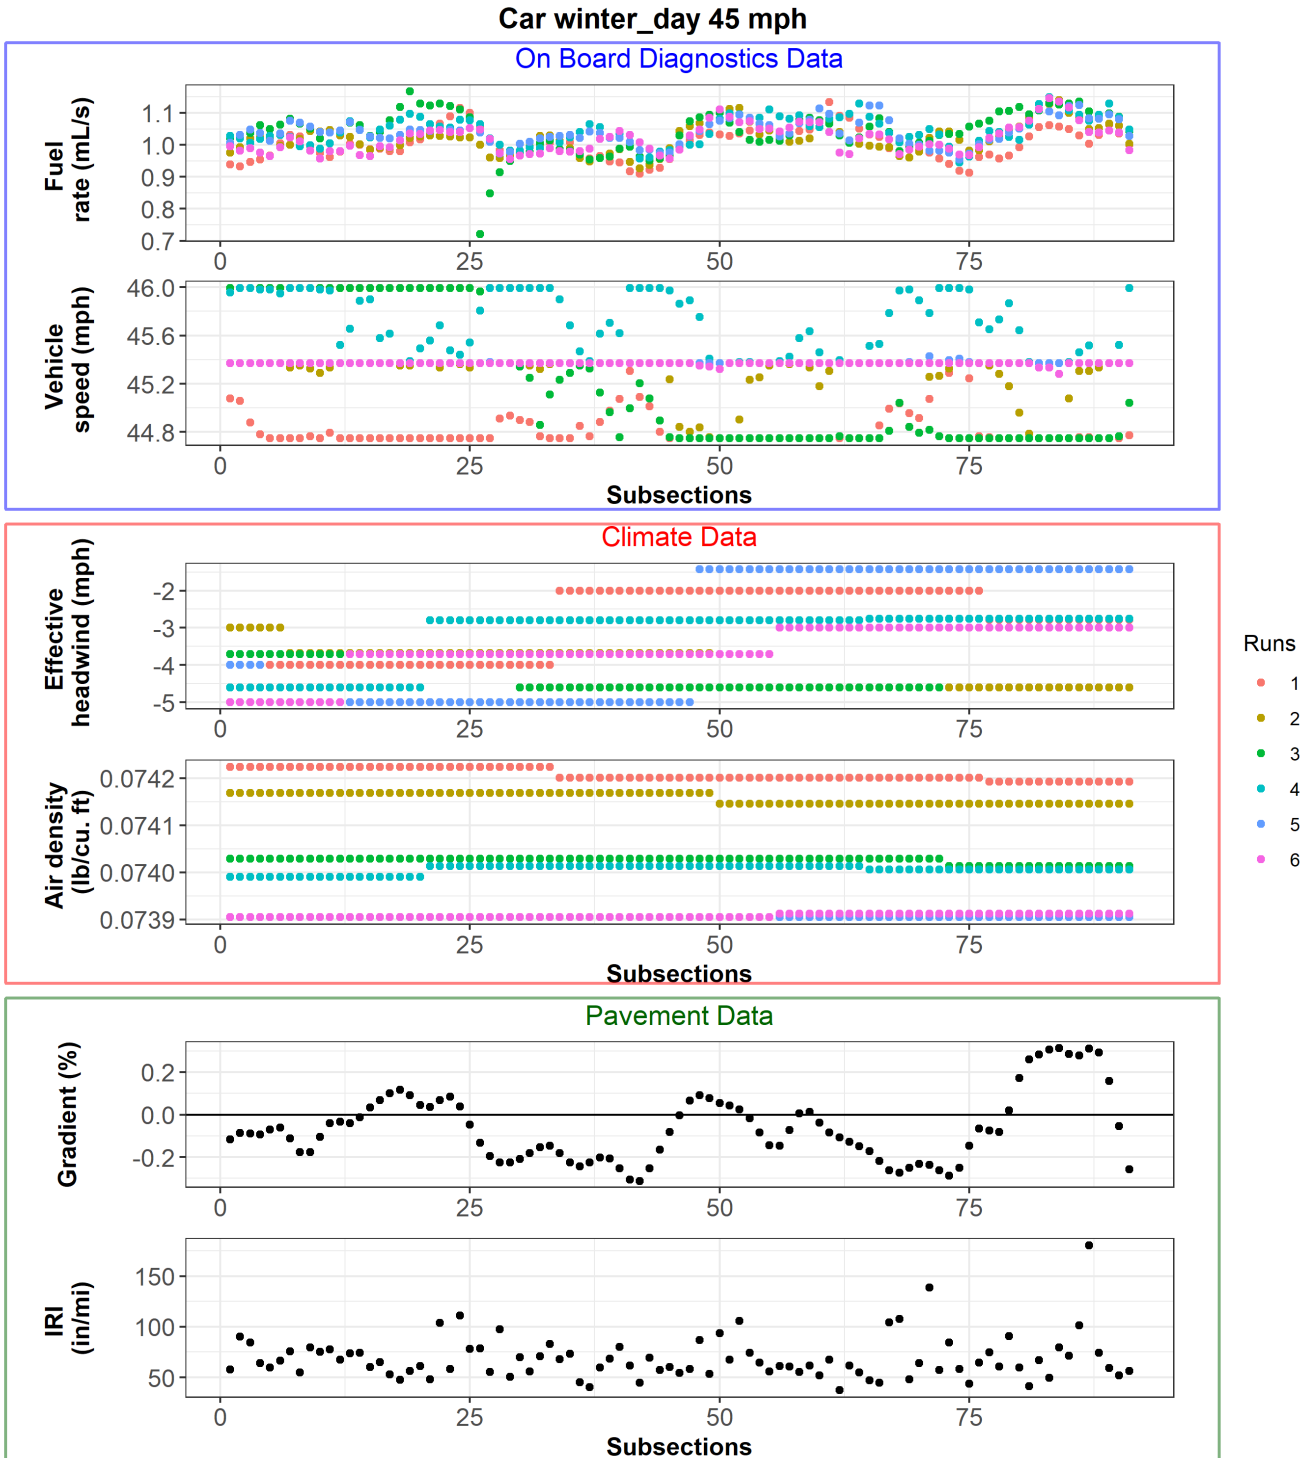 Car winter_day 45 mph
On Board Diagnostics Data
Fuel
rate (mL/s)
1.1
1.0
0.9
0.8
0.7
0 25 50 75
Vehicle
speed (mph)
46.0
45.6
45.2
44.8
0 25 50 75
Subsections
Climate Data
Effective
headwind (mph)
-2
-3
-4
-5
0 25 50 75
Air density
(lb/cu. ft)
0.0742
0.0741
0.0740
0.0739
0 25 50 75
Subsections
Runs
1
2
3
4
5
6
Pavement Data
Gradient (%)
0.2
0.0
-0.2
0 25 50 75
IRI
(in/mi)
150
100
50
0 25 50 75
Subsections